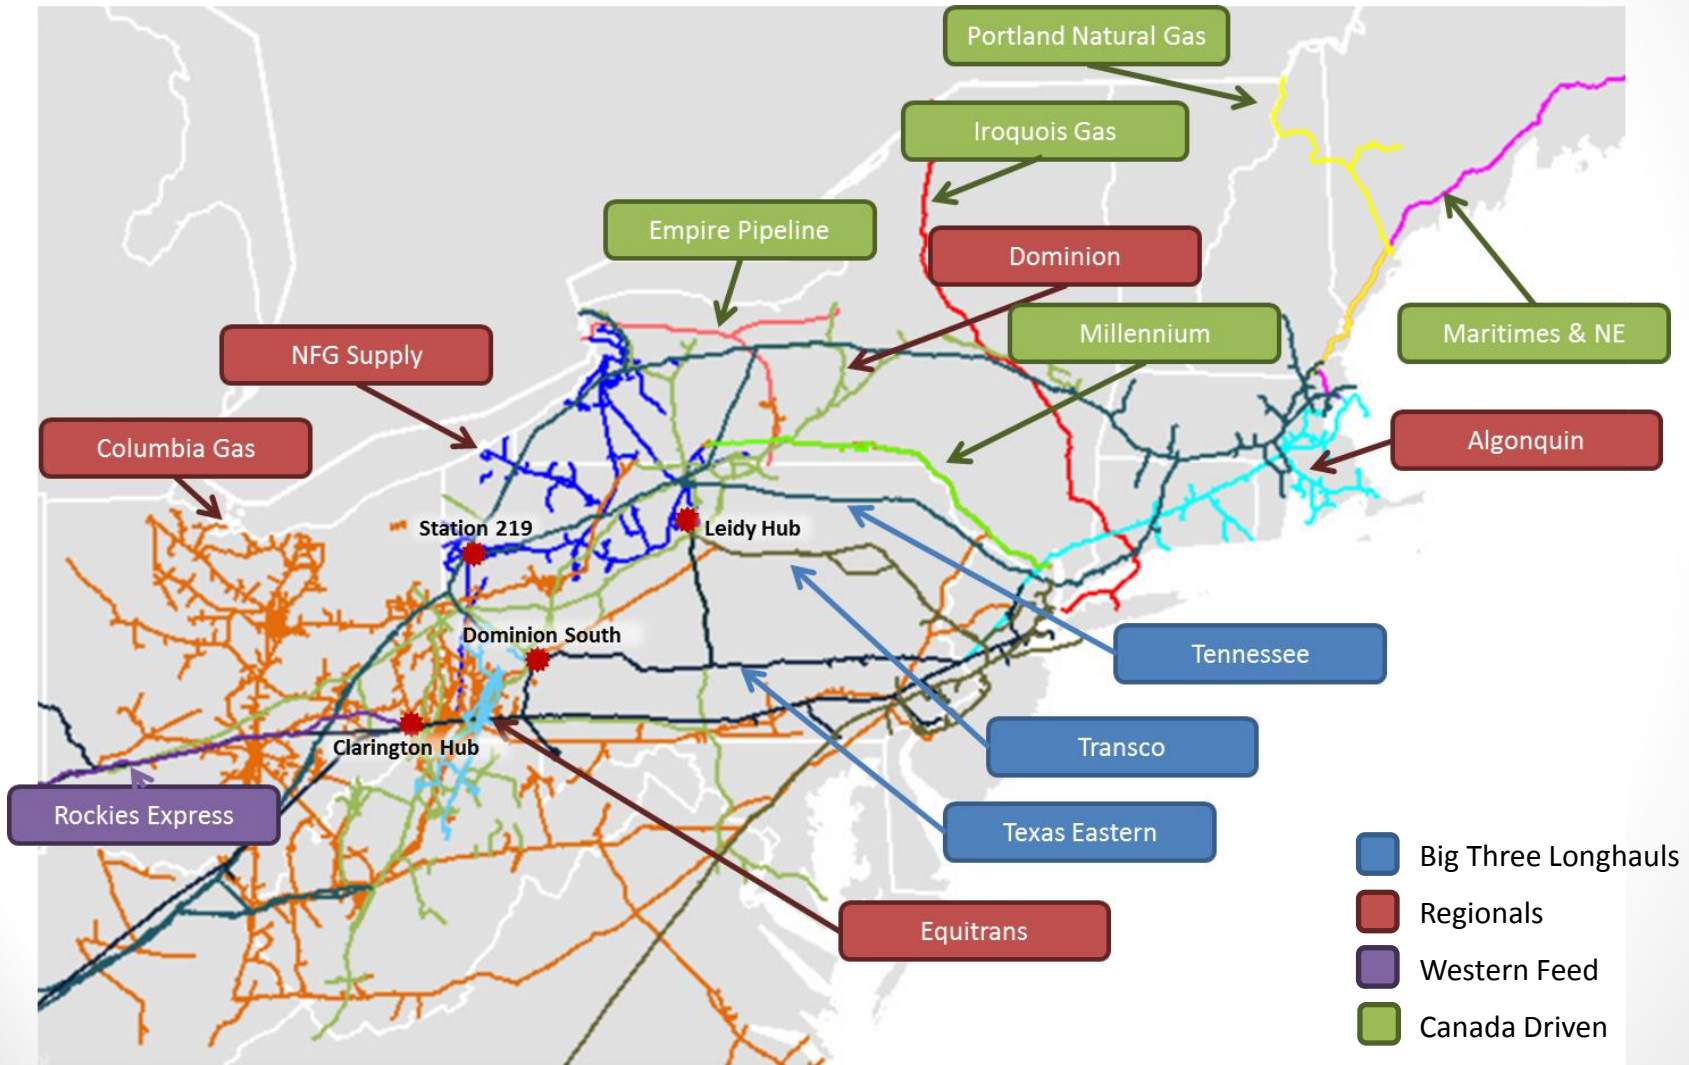 Portland Natural Gas
Iroquois Gas
Empire Pipeline
Dominion
Millennium
Maritimes & NE
NFG Supply
Columbia Gas
Algonquin
Station 219
Leidy Hub
Dominion South
Tennessee
Clarington Hub
Transco
Rockies Express
Texas Eastern
Equitrans
Big Three Longhauls
Regionals
Western Feed
Canada Driven